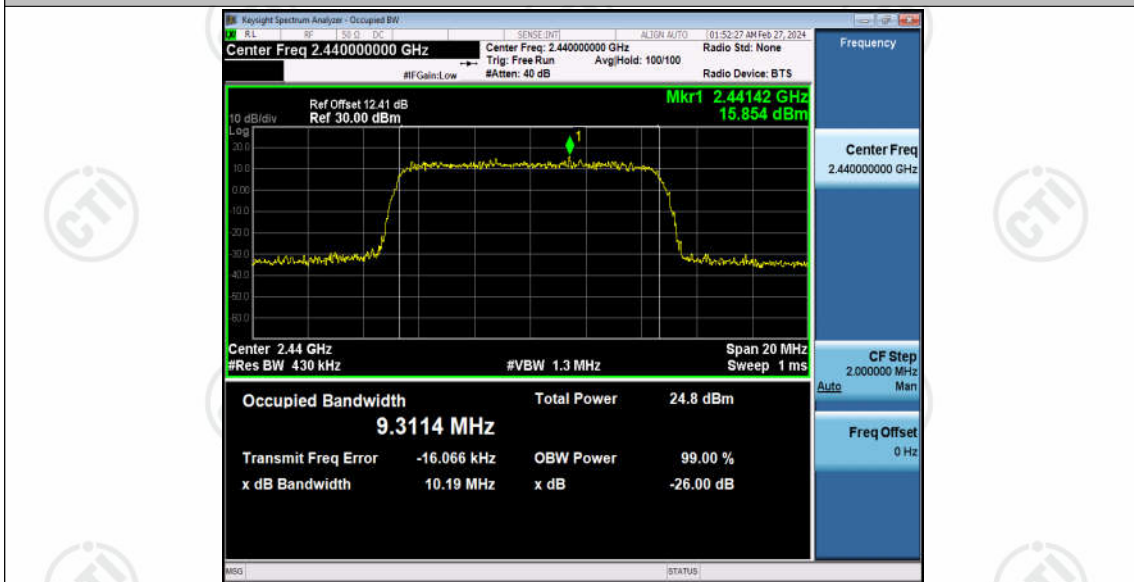 Keysight Spectrum Analyzer - Occupied BW
RL RF 50 Ω DC SENSE:INT ALIGN AUTO 01:52:27 AM Feb 27, 2024
Center Freq 2.440000000 GHz
Center Freq: 2.440000000 GHz
Radio Std: None
Trig: Free Run Avg|Hold: 100/100
#IFGain:Low #Atten: 40 dB Radio Device: BTS
Frequency
Mkr1 2.44142 GHz
15.854 dBm
Ref Offset 12.41 dB
10 dB/div Ref 30.00 dBm
Log
1
20.0
10.0
0.00
-10.0
-20.0
-30.0
-40.0
-50.0
-60.0
Center 2.44 GHz Span 20 MHz
#Res BW 430 kHz #VBW 1.3 MHz Sweep 1 ms
Occupied Bandwidth Total Power 24.8 dBm
9.3114 MHz
Transmit Freq Error -16.066 kHz OBW Power 99.00 %
x dB Bandwidth 10.19 MHz x dB -26.00 dB
Center Freq
2.440000000 GHz
CF Step
2.000000 MHz
Auto Man
Freq Offset
0 Hz
MSG STATUS
CTI
CTI
CTI
CTI